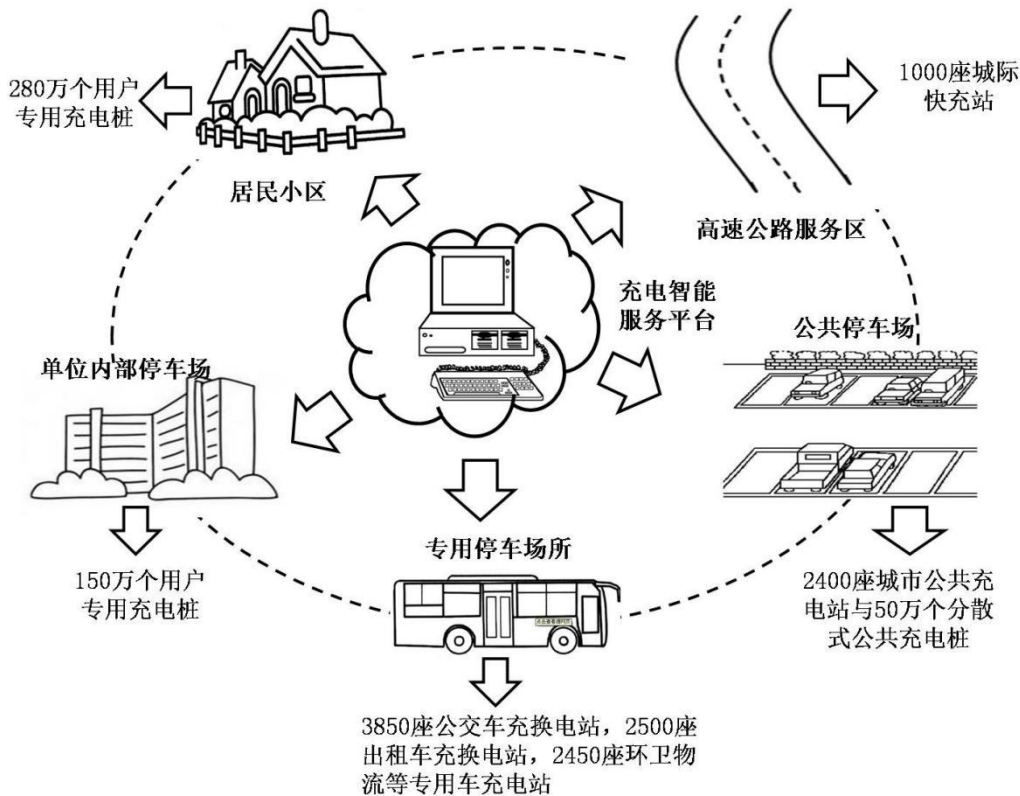 280万个用户
专用充电桩
居民小区
1000座城际
快充站
高速公路服务区
充电智能
服务平台
公共停车场
单位内部停车场
150万个用户
专用充电桩
专用停车场所
2400座城市公共充
电站与50万个分散
式公共充电桩
3850座公交车充换电站，2500座
出租车充换电站，2450座环卫物
流等专用车充电站